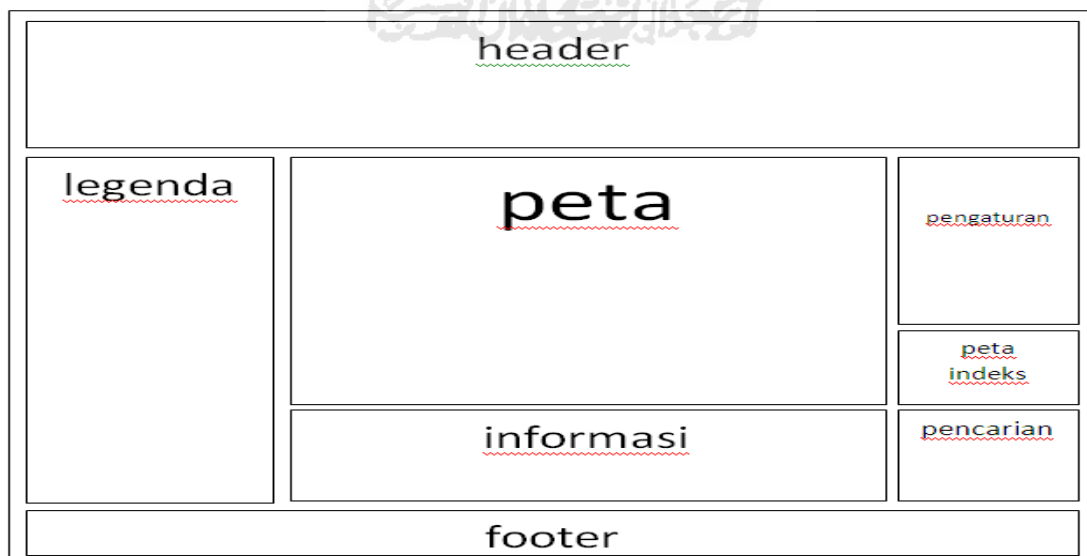 header
legenda
peta
pengaturan
peta
indeks
informasi
pencarian
footer